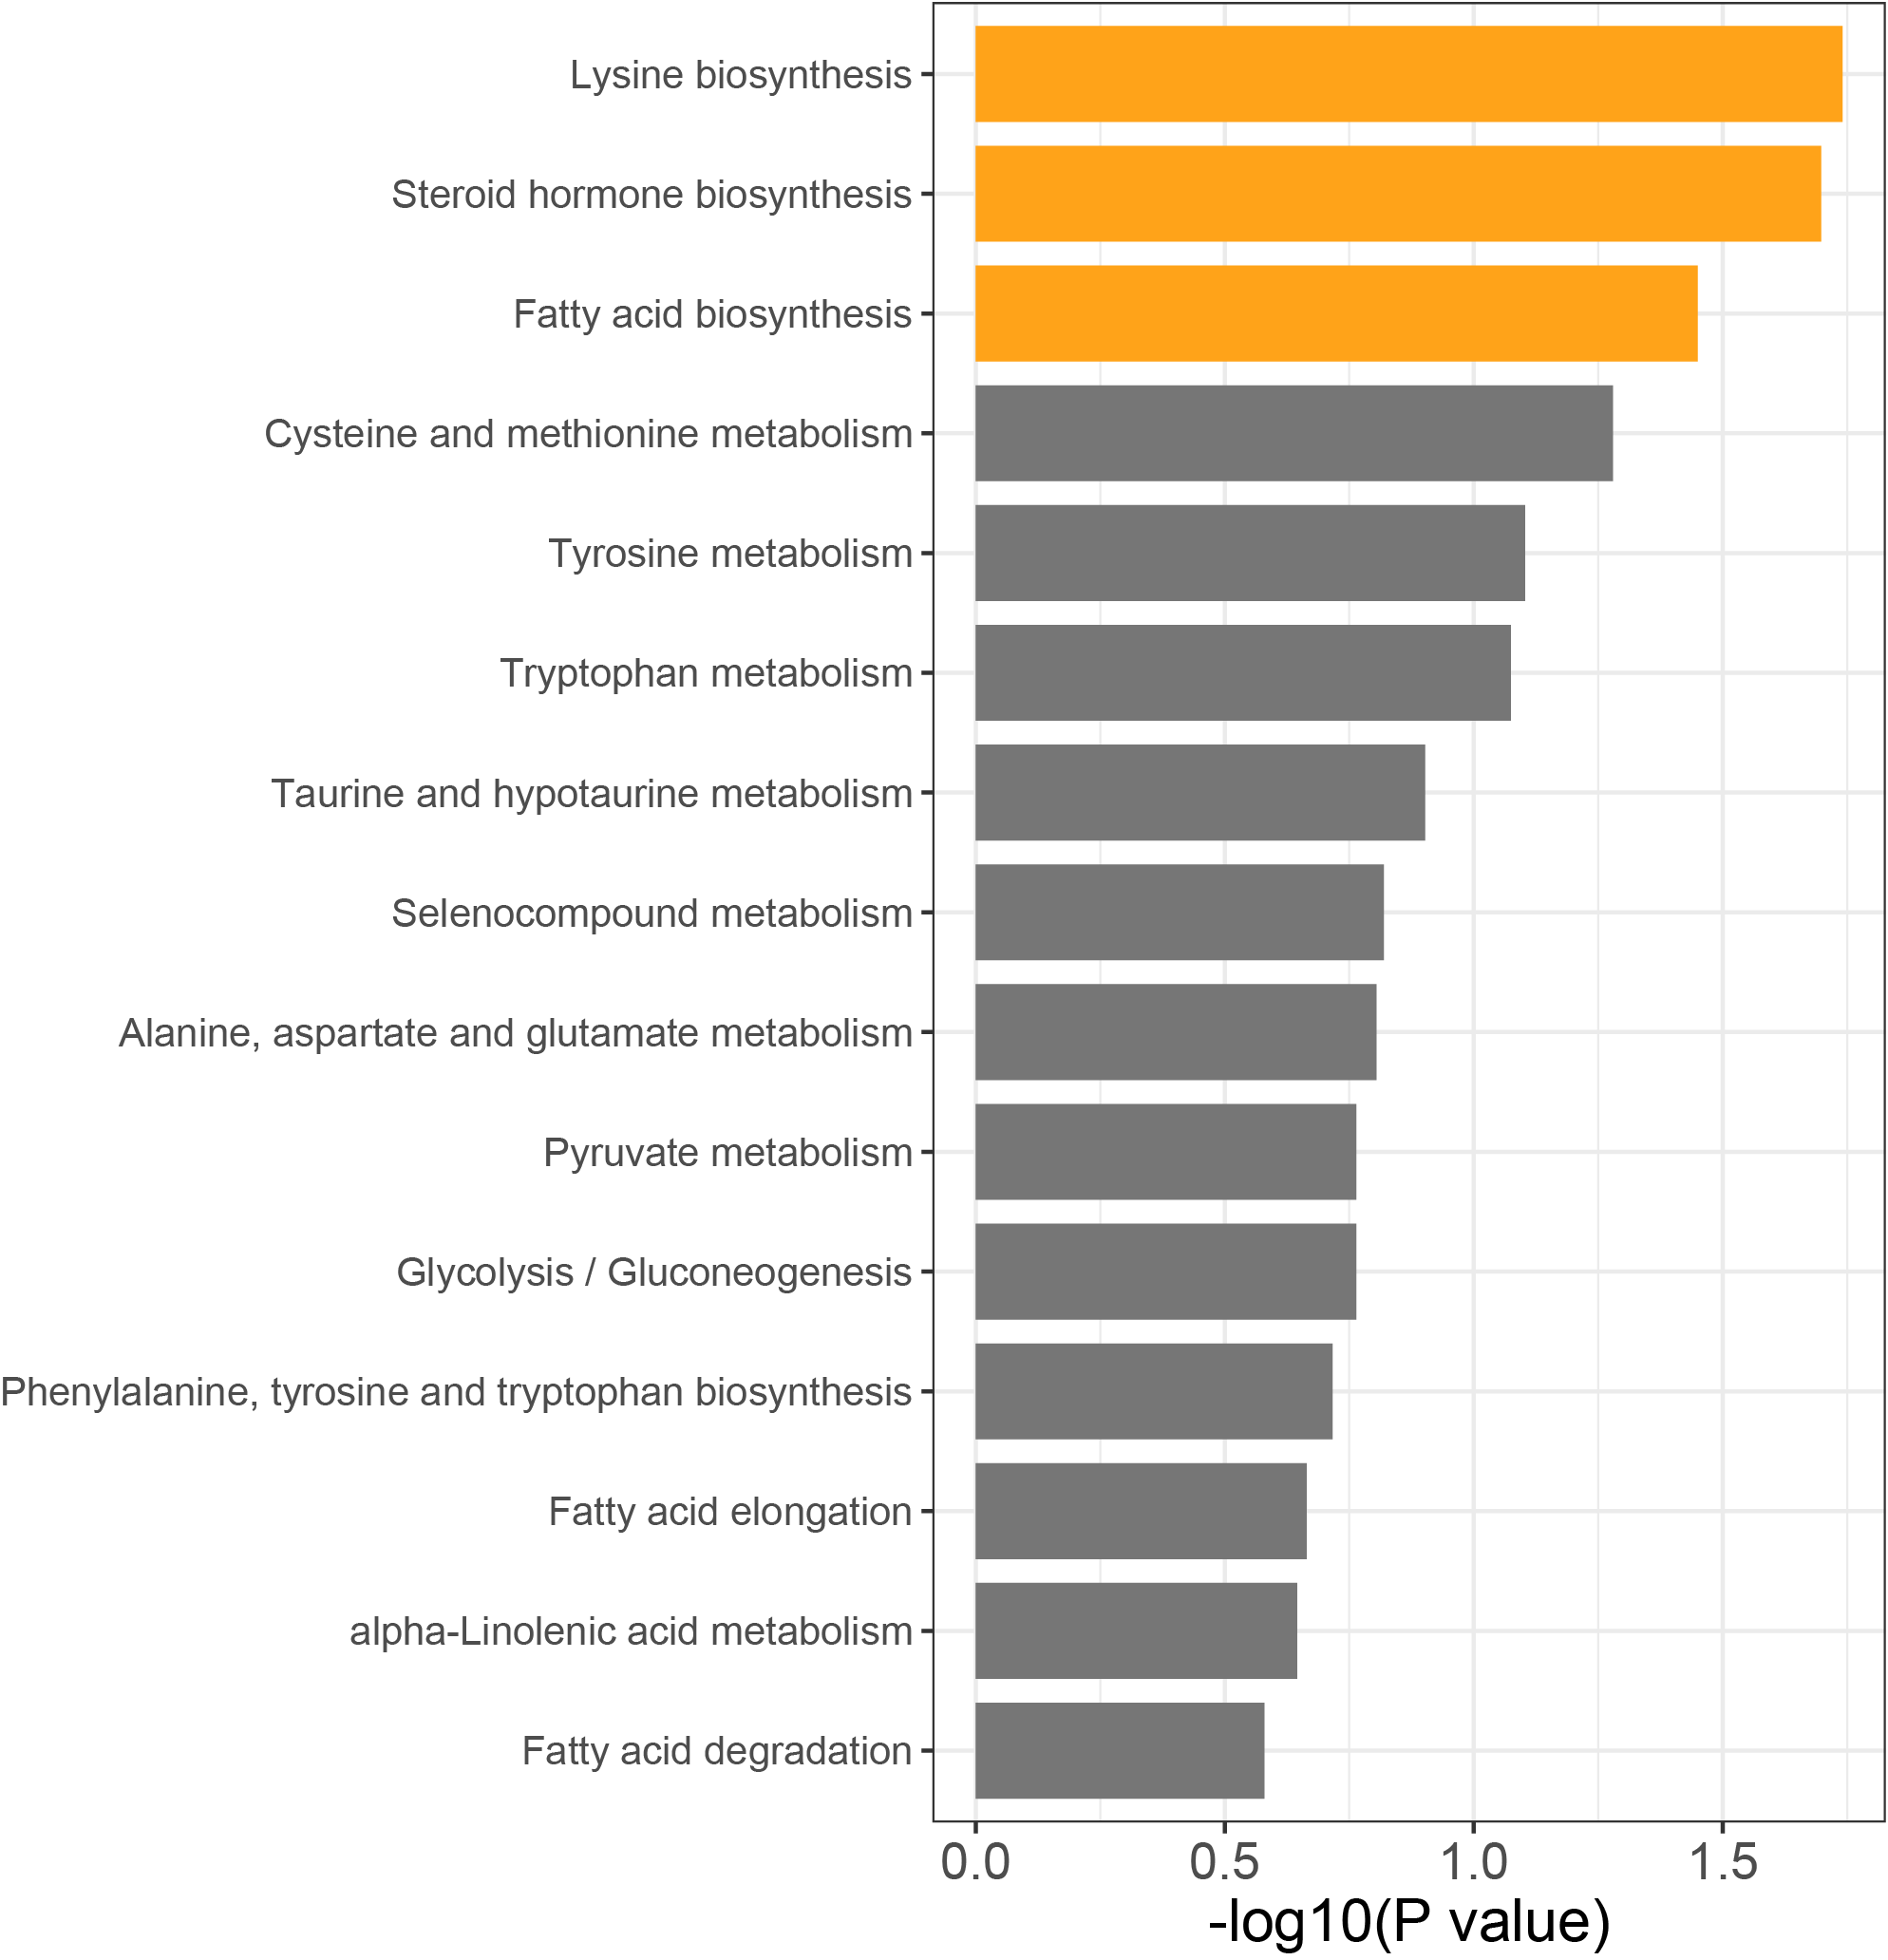 Lysine biosynthesis
Steroid hormone biosynthesis
Fatty acid biosynthesis
Cysteine and methionine metabolism
Tyrosine metabolism
Tryptophan metabolism
Taurine and hypotaurine metabolism
Selenocompound metabolism
Alanine, aspartate and glutamate metabolism
Pyruvate metabolism
Glycolysis / Gluconeogenesis
Phenylalanine, tyrosine and tryptophan biosynthesis
Fatty acid elongation
alpha-Linolenic acid metabolism
Fatty acid degradation
0.0 0.5 1.0 1.5
-log10(P value)